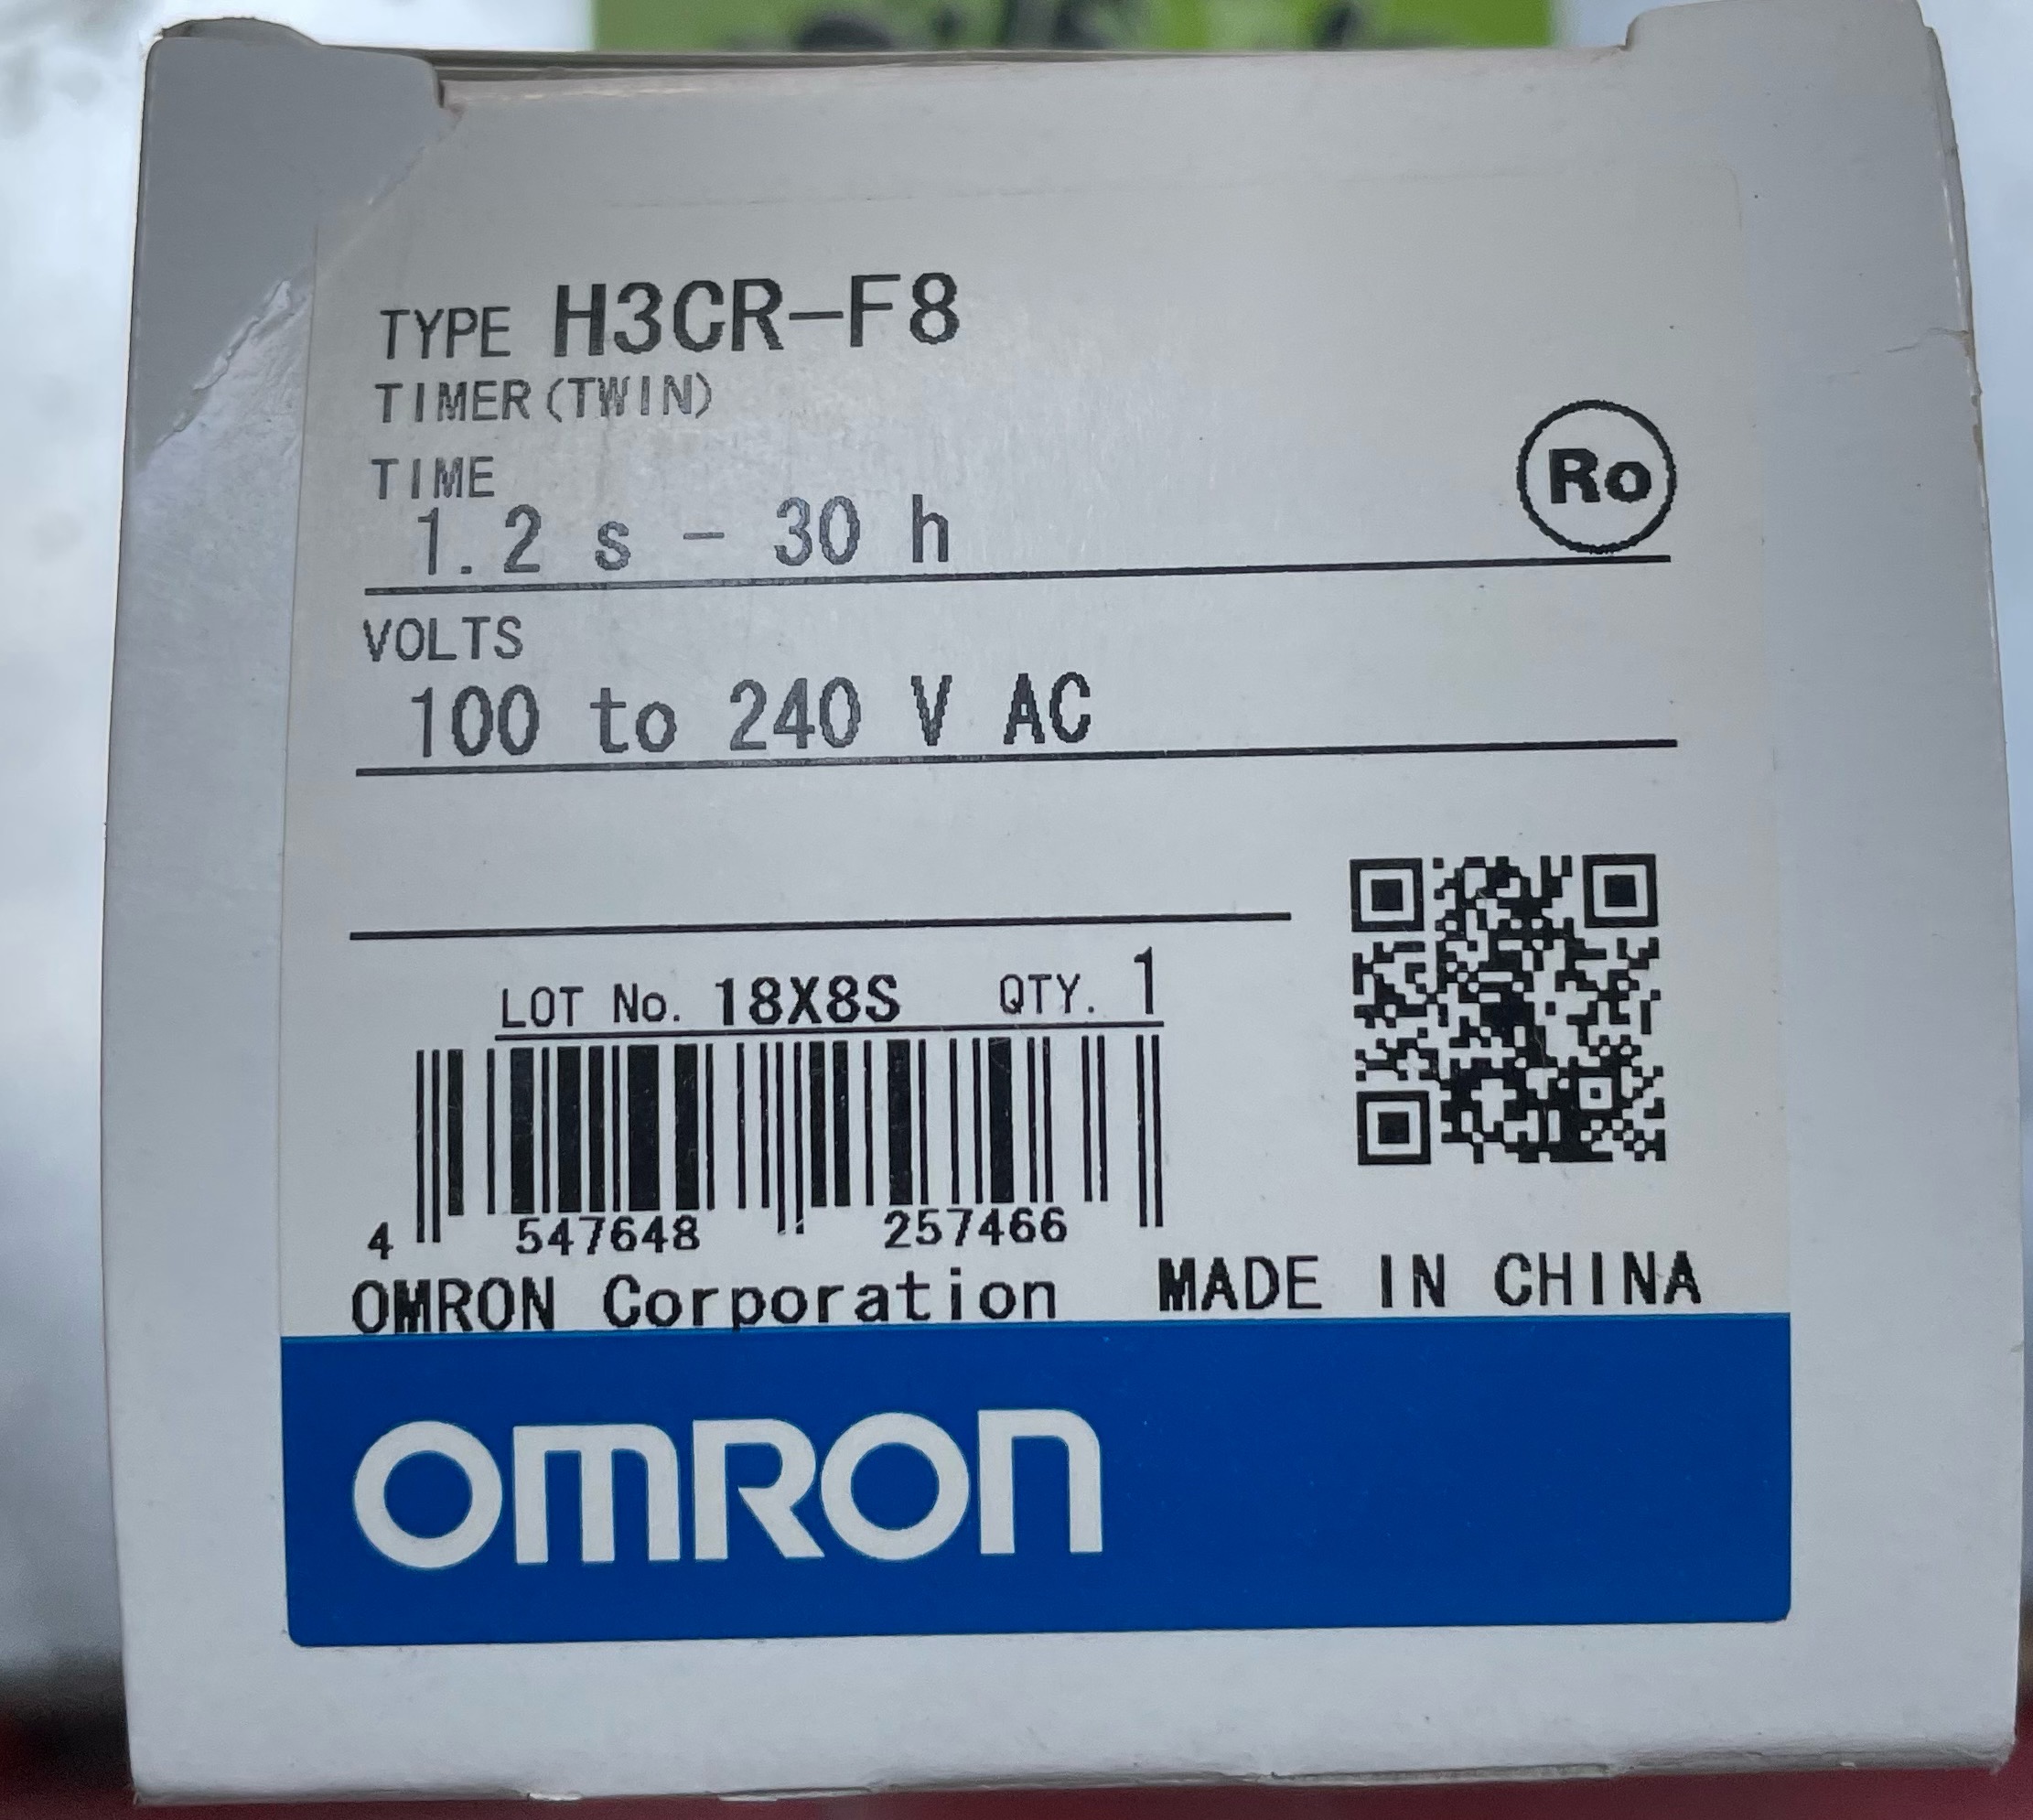 TYPE H3CR-F8
TIMER(TWIN)
TIME
Ro
1.2 s - 30 h
VOLTS
100 to 240 V AC
LOT No. 18X8S QTY. 1
4 547648 257466
OMRON Corporation MADE IN CHINA
OMRON